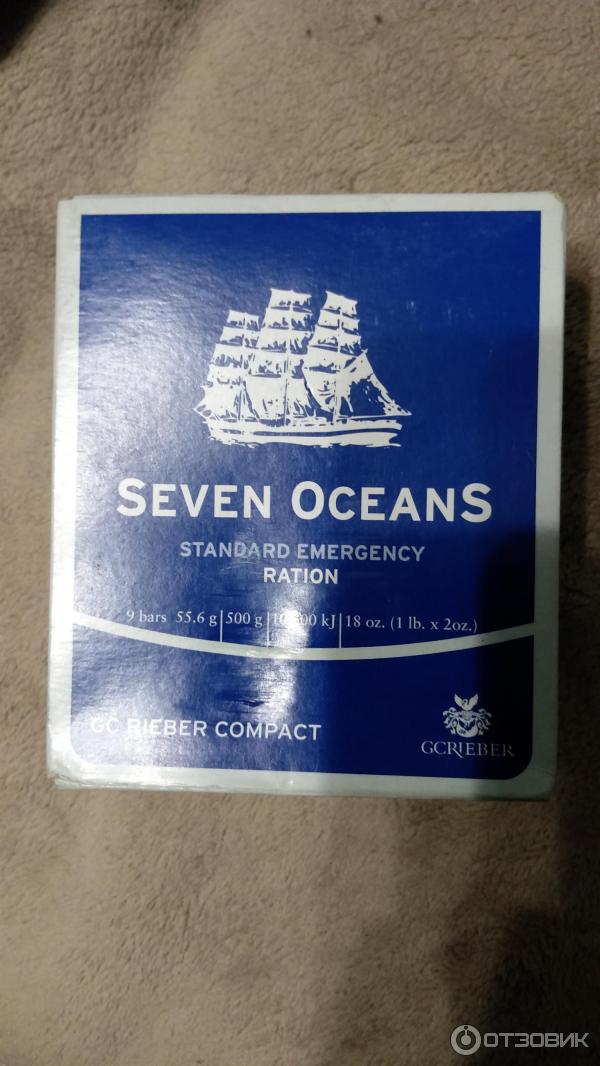 SEVEN OCEANS
STANDARD EMERGENCY
RATION
9 bars 55.6 g | 500 g | kJ | 18 oz. (1 lb. x 2oz.)
GC RIEBER COMPACT
GCRIEBER
ОТЗОВИК